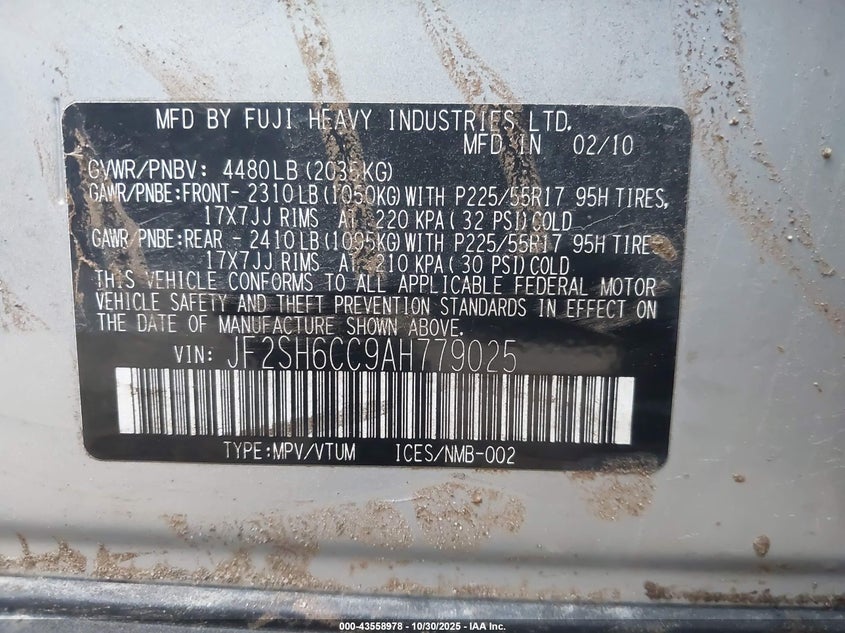 MFD BY FUJI HEAVY INDUSTRIES LTD.
MFD IN 02/10
GVWR/PNBV: 4480LB(2035KG)
GAWR/PNBE:FRONT- 2310LB(1050KG)WITH P225/55R17 95H TIRES,
17X7JJ RIMS AT 220 KPA( 32 PSI)COLD
GAWR/PNBE:REAR - 2410LB(1095KG)WITH P225/55R17 95H TIRE
17X7JJ RIMS AT 210 KPA( 30 PSI)COLD
THIS VEHICLE CONFORMS TO ALL APPLICABLE FEDERAL MOTOR
VEHICLE SAFETY AND THEFT PREVENTION STANDARDS IN EFFECT ON
THE DATE OF MANUFACTURE SHOWN ABOVE.
VIN: JF2SH6CC9AH779025
TYPE:MPV/VTUM ICES/NMB-002
000-43558978 - 10/30/2025 - IAA Inc.